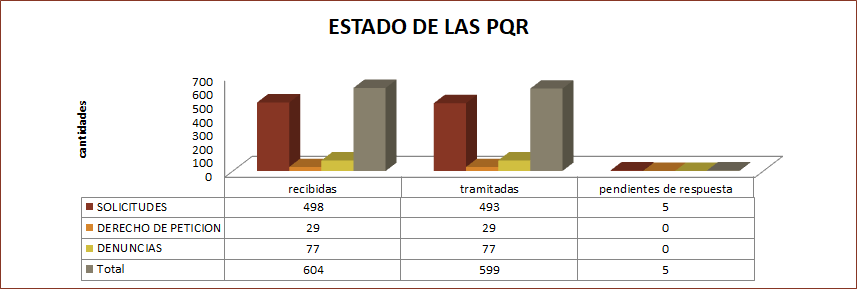 ESTADO DE LAS PQR
cantidades
700
600
500
400
300
200
100
0
recibidas tramitadas pendientes de respuesta
SOLICITUDES 498 493 5
DERECHO DE PETICION 29 29 0
DENUNCIAS 77 77 0
Total 604 599 5